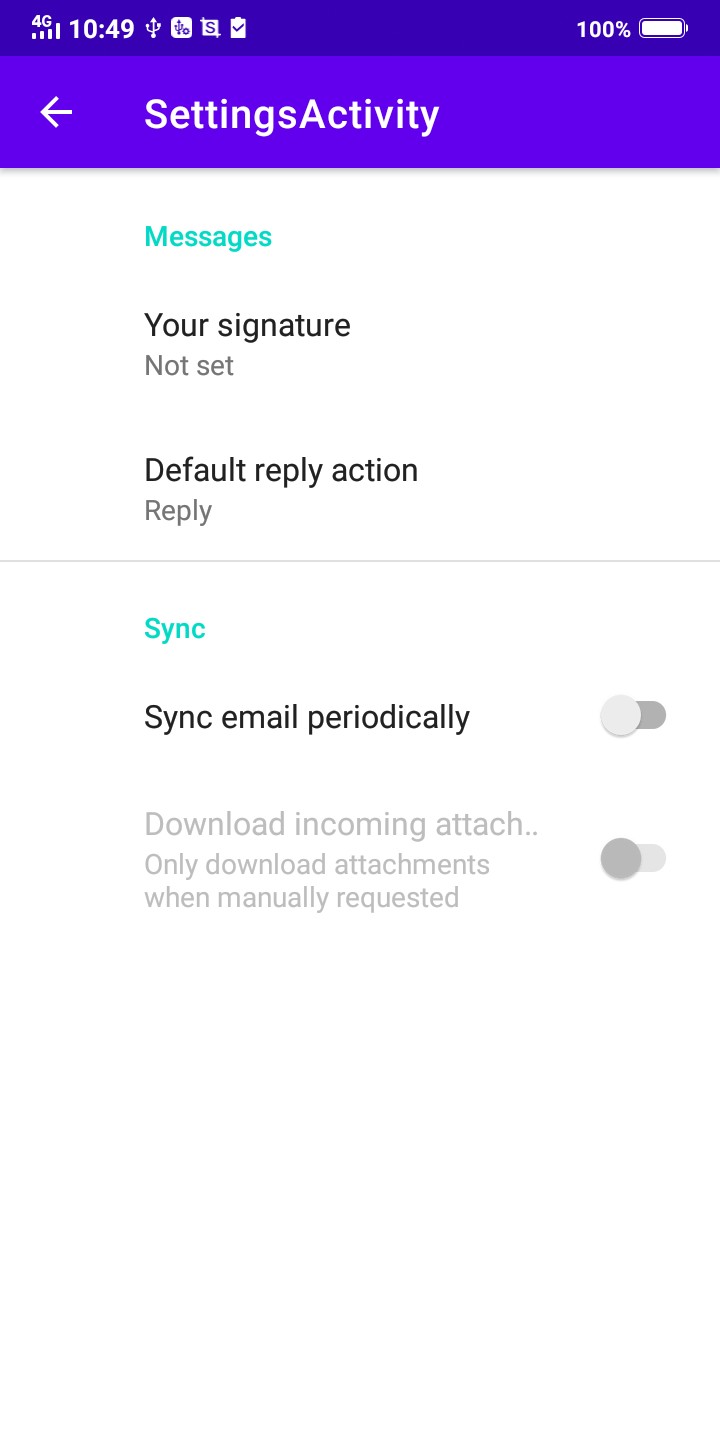 4G 10:49 100%
SettingsActivity
Messages
Your signature
Not set
Default reply action
Reply
Sync
Sync email periodically
Download incoming attach..
Only download attachments
when manually requested